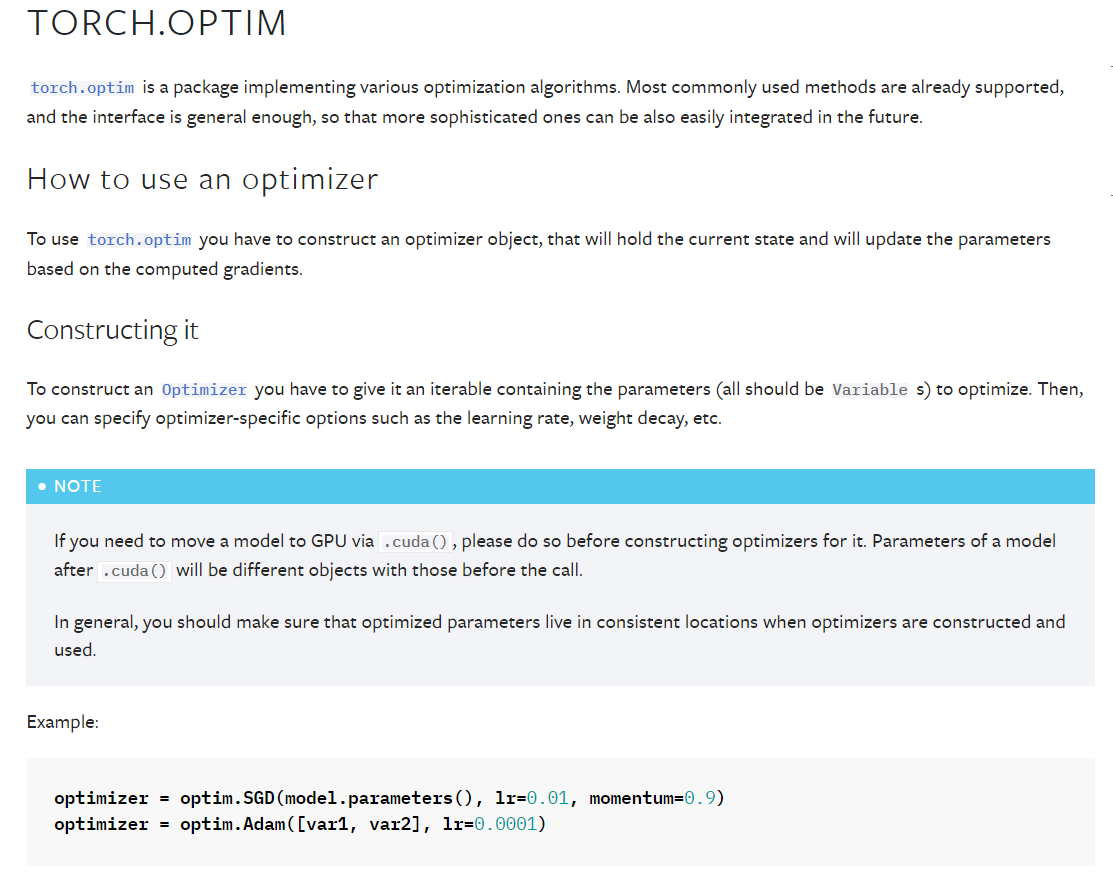 TORCH.OPTIM
torch.optim is a package implementing various optimization algorithms. Most commonly used methods are already supported,
and the interface is general enough, so that more sophisticated ones can be also easily integrated in the future.
How to use an optimizer
To use torch.optim you have to construct an optimizer object, that will hold the current state and will update the parameters
based on the computed gradients.
Constructing it
To construct an Optimizer you have to give it an iterable containing the parameters (all should be Variable s) to optimize. Then,
you can specify optimizer-specific options such as the learning rate, weight decay, etc.
• NOTE
If you need to move a model to GPU via .cuda(), please do so before constructing optimizers for it. Parameters of a model
after .cuda() will be different objects with those before the call.
In general, you should make sure that optimized parameters live in consistent locations when optimizers are constructed and
used.
Example:
optimizer = optim.SGD(model.parameters(), lr=0.01, momentum=0.9)
optimizer = optim.Adam([var1, var2], lr=0.0001)